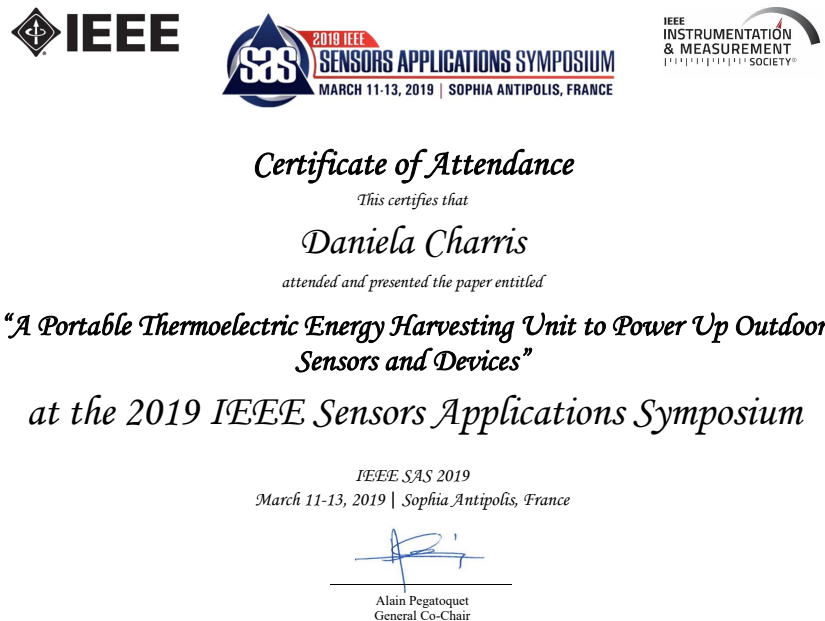 IEEE
SAS
2019 IEEE
SENSORS APPLICATIONS SYMPOSIUM
MARCH 11-13, 2019 | SOPHIA ANTIPOLIS, FRANCE
IEEE
INSTRUMENTATION
& MEASUREMENT
SOCIETY®
Certificate of Attendance
This certifies that
Daniela Charris
attended and presented the paper entitled
“A Portable Thermoelectric Energy Harvesting Unit to Power Up Outdoor
Sensors and Devices”
at the 2019 IEEE Sensors Applications Symposium
IEEE SAS 2019
March 11-13, 2019 | Sophia Antipolis, France
Alain Pegatoquet
General Co-Chair